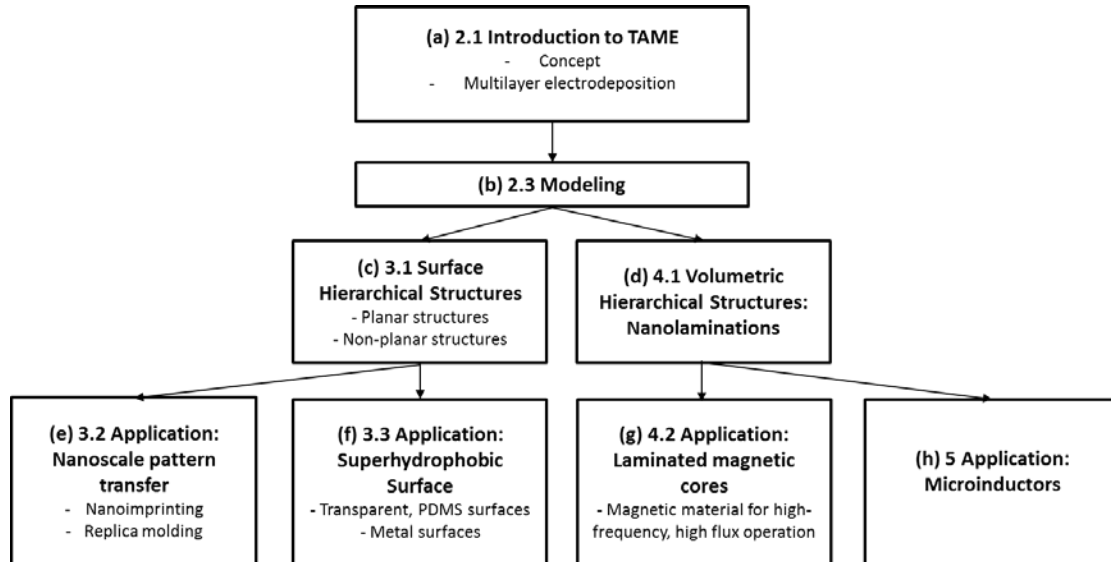 (a) 2.1 Introduction to TAME
- Concept
- Multilayer electrodeposition
(b) 2.3 Modeling
(c) 3.1 Surface
Hierarchical Structures
- Planar structures
- Non-planar structures
(d) 4.1 Volumetric
Hierarchical Structures:
Nanolaminations
(e) 3.2 Application:
Nanoscale pattern
transfer
- Nanoimprinting
- Replica molding
(f) 3.3 Application:
Superhydrophobic
Surface
- Transparent, PDMS surfaces
- Metal surfaces
(g) 4.2 Application:
Laminated magnetic
cores
- Magnetic material for high-
frequency, high flux operation
(h) 5 Application:
Microinductors